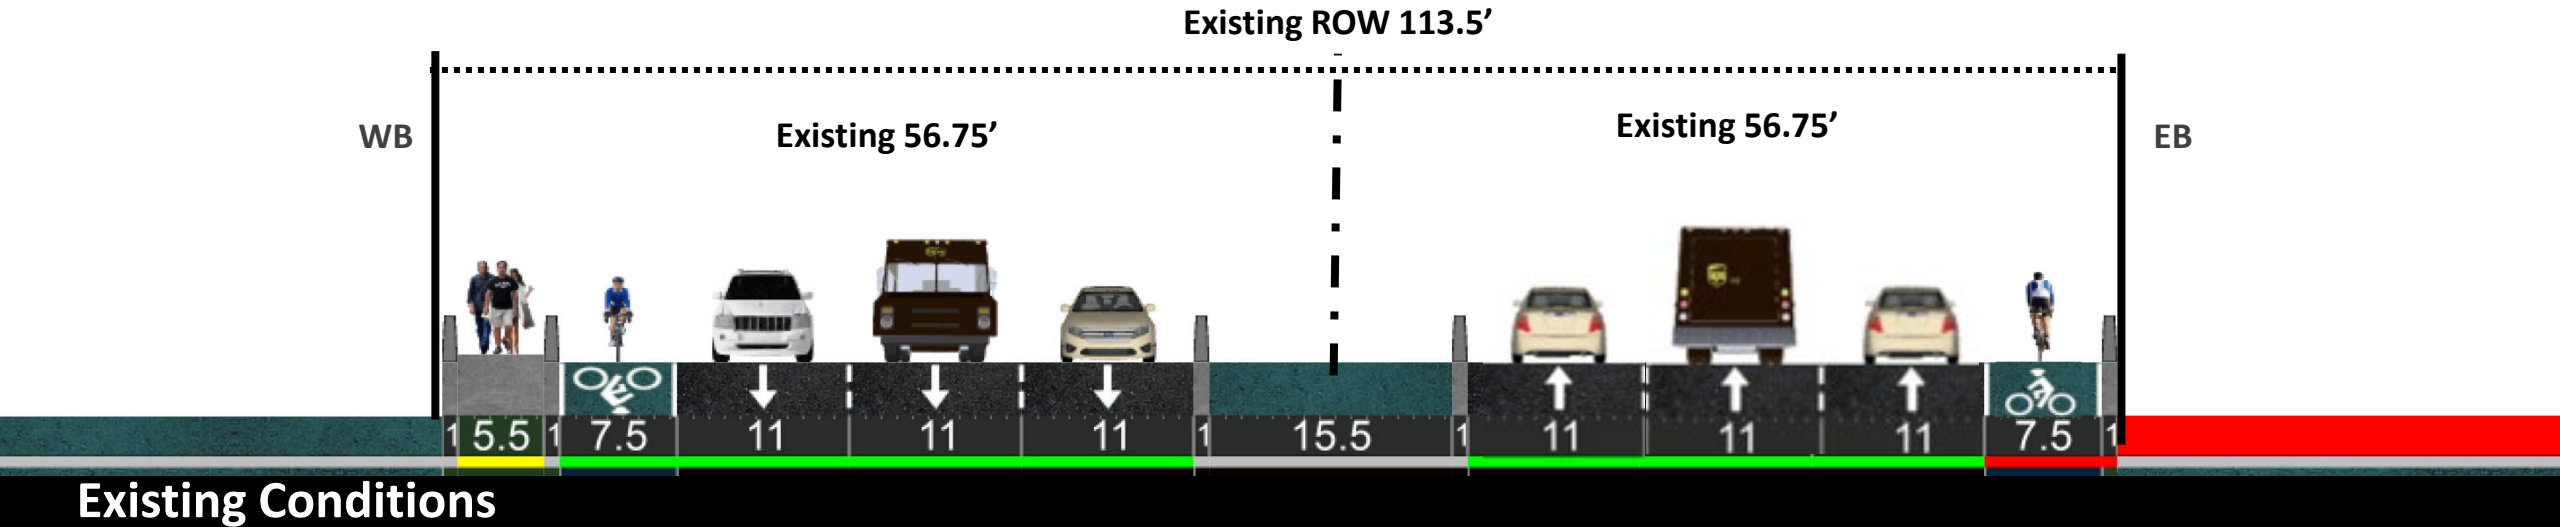 Existing ROW 113.5’
WB
Existing 56.75’
Existing 56.75’
EB
1 5.5 1 7.5 11 11 11 1 15.5 1 11 11 11 7.5 1
Existing Conditions